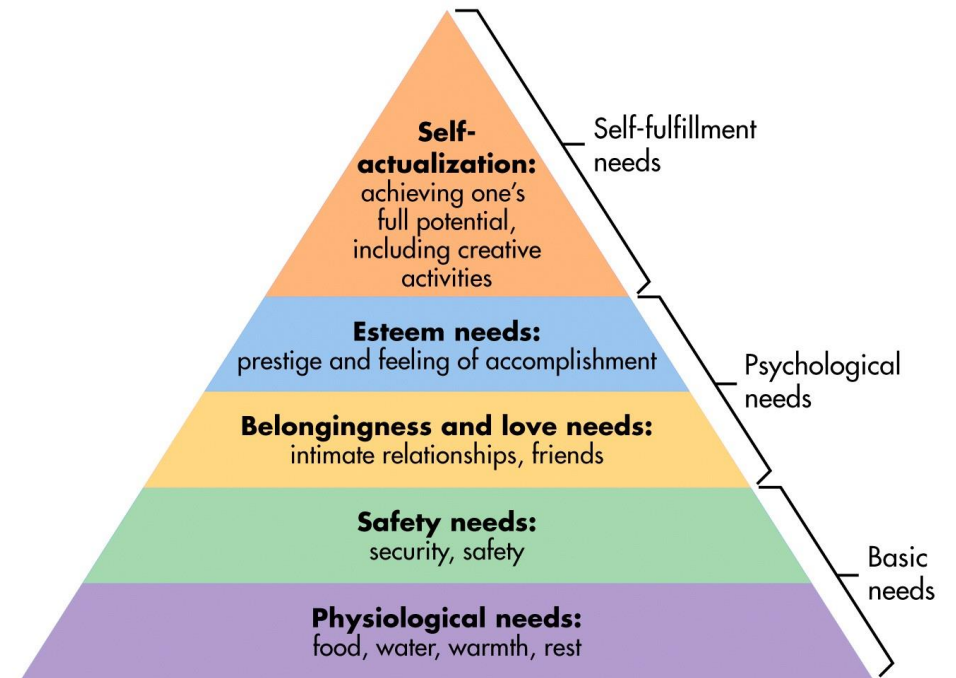 Self-
actualization:
achieving one's
full potential,
including creative
activities
Self-fulfillment
needs
Esteem needs:
prestige and feeling of accomplishment
Psychological
needs
Belongingness and love needs:
intimate relationships, friends
Safety needs:
security, safety
Basic
needs
Physiological needs:
food, water, warmth, rest